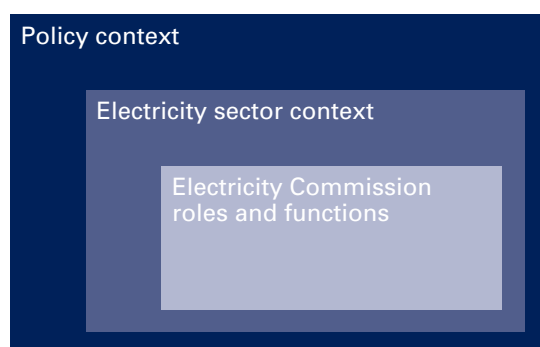 Policy context
Electricity sector context
Electricity Commission
roles and functions